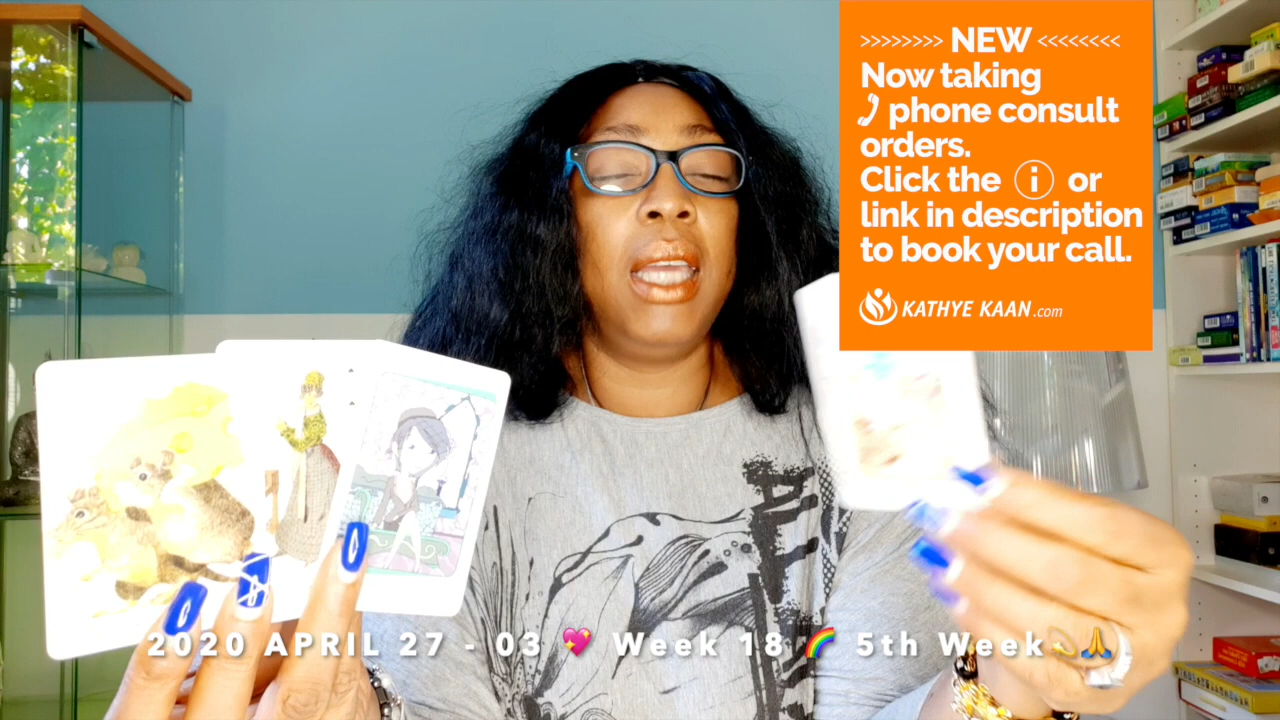 >>>>>>>> NEW <<<<<<<<
Now taking
phone consult
orders.
Click the i or
link in description
to book your call.
KATHYE KAAN.com
2020 APRIL 27 - 03 💖 Week 18 🌈 5th Week 💫 🙏